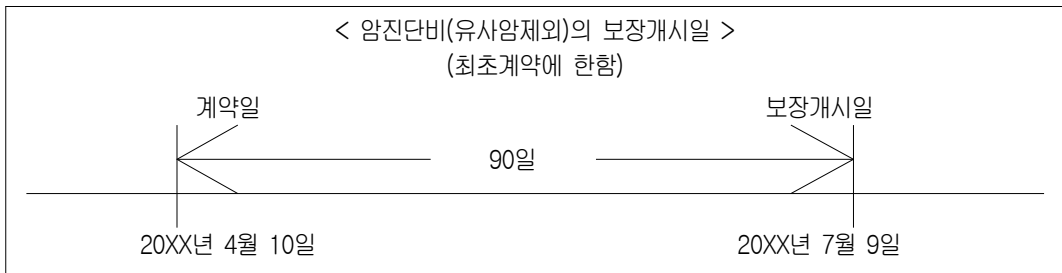 < 암진단비(유사암제외)의 보장개시일 >
(최초계약에 한함)
계약일 보장개시일
90일
20XX년 4월 10일 20XX년 7월 9일